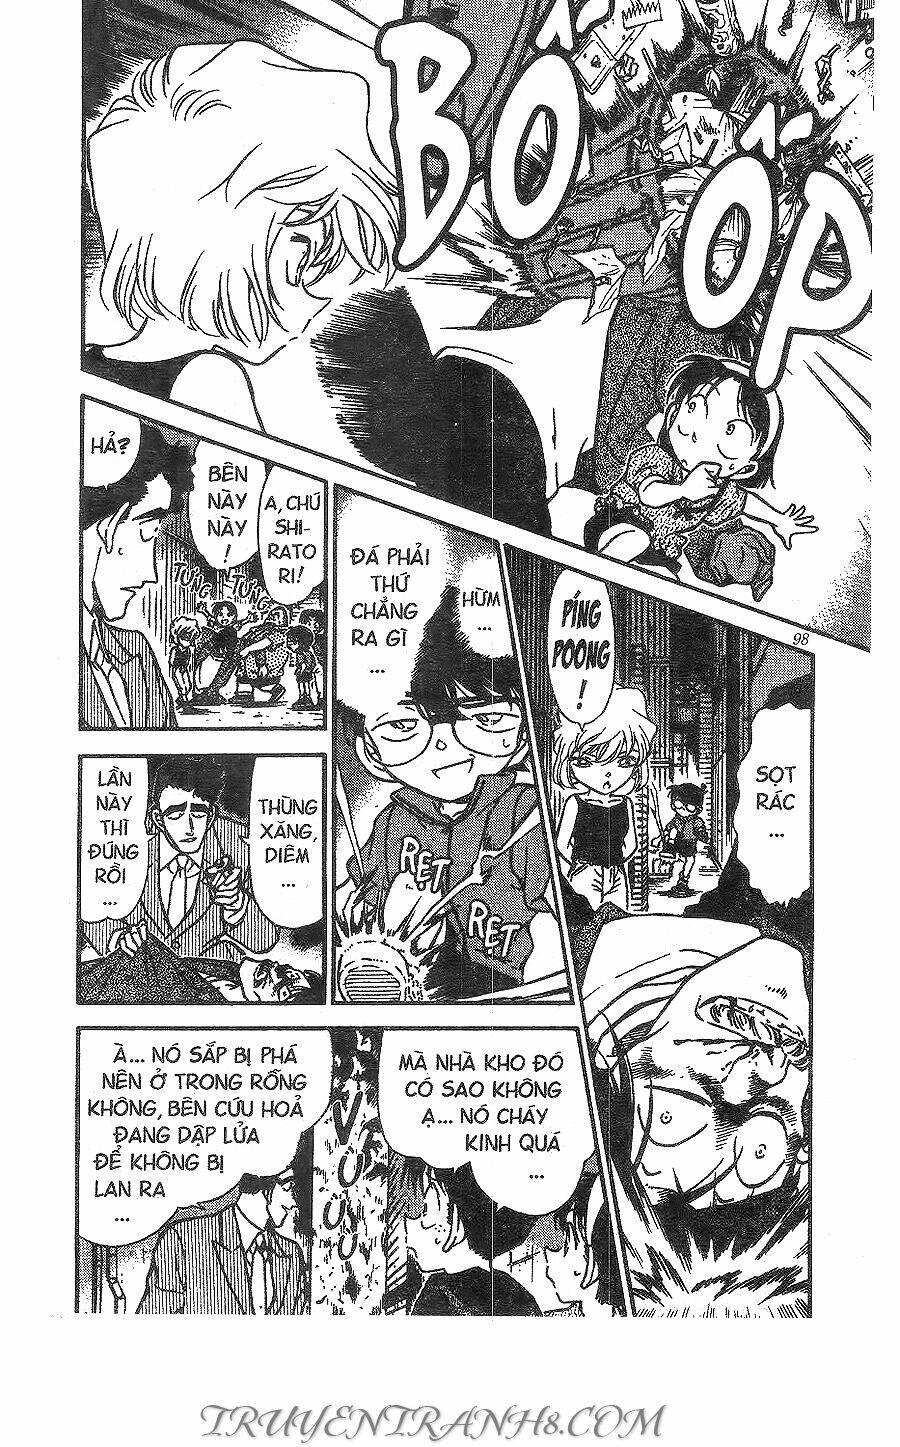 BỐ
ỐP
98
SỌT
RÁC
...
PÍNG
POONG
!
HỪM
...
ĐÁ PHẢI
THỨ
CHẲNG
RA GÌ
...
RẸT
RẸT
A, CHÚ
SHI-
RATO
RI!
BÊN
NÀY
NÀY
!
TƯNG
TƯNG
HẢ?
THÙNG
XĂNG,
DIÊM
...
LẦN
NÀY
THÌ
ĐÚNG
RỒI
...
MÀ NHÀ KHO ĐÓ
CÓ SAO KHÔNG
Ạ... NÓ CHÁY
KINH QUÁ
...
VUUU
À... NÓ SẮP BỊ PHÁ
NÊN Ở TRONG RỖNG
KHÔNG, BÊN CỨU HOẢ
ĐANG DẬP LỬA
ĐỂ KHÔNG BỊ
LAN RA
...
TRUYENTRANH8.COM